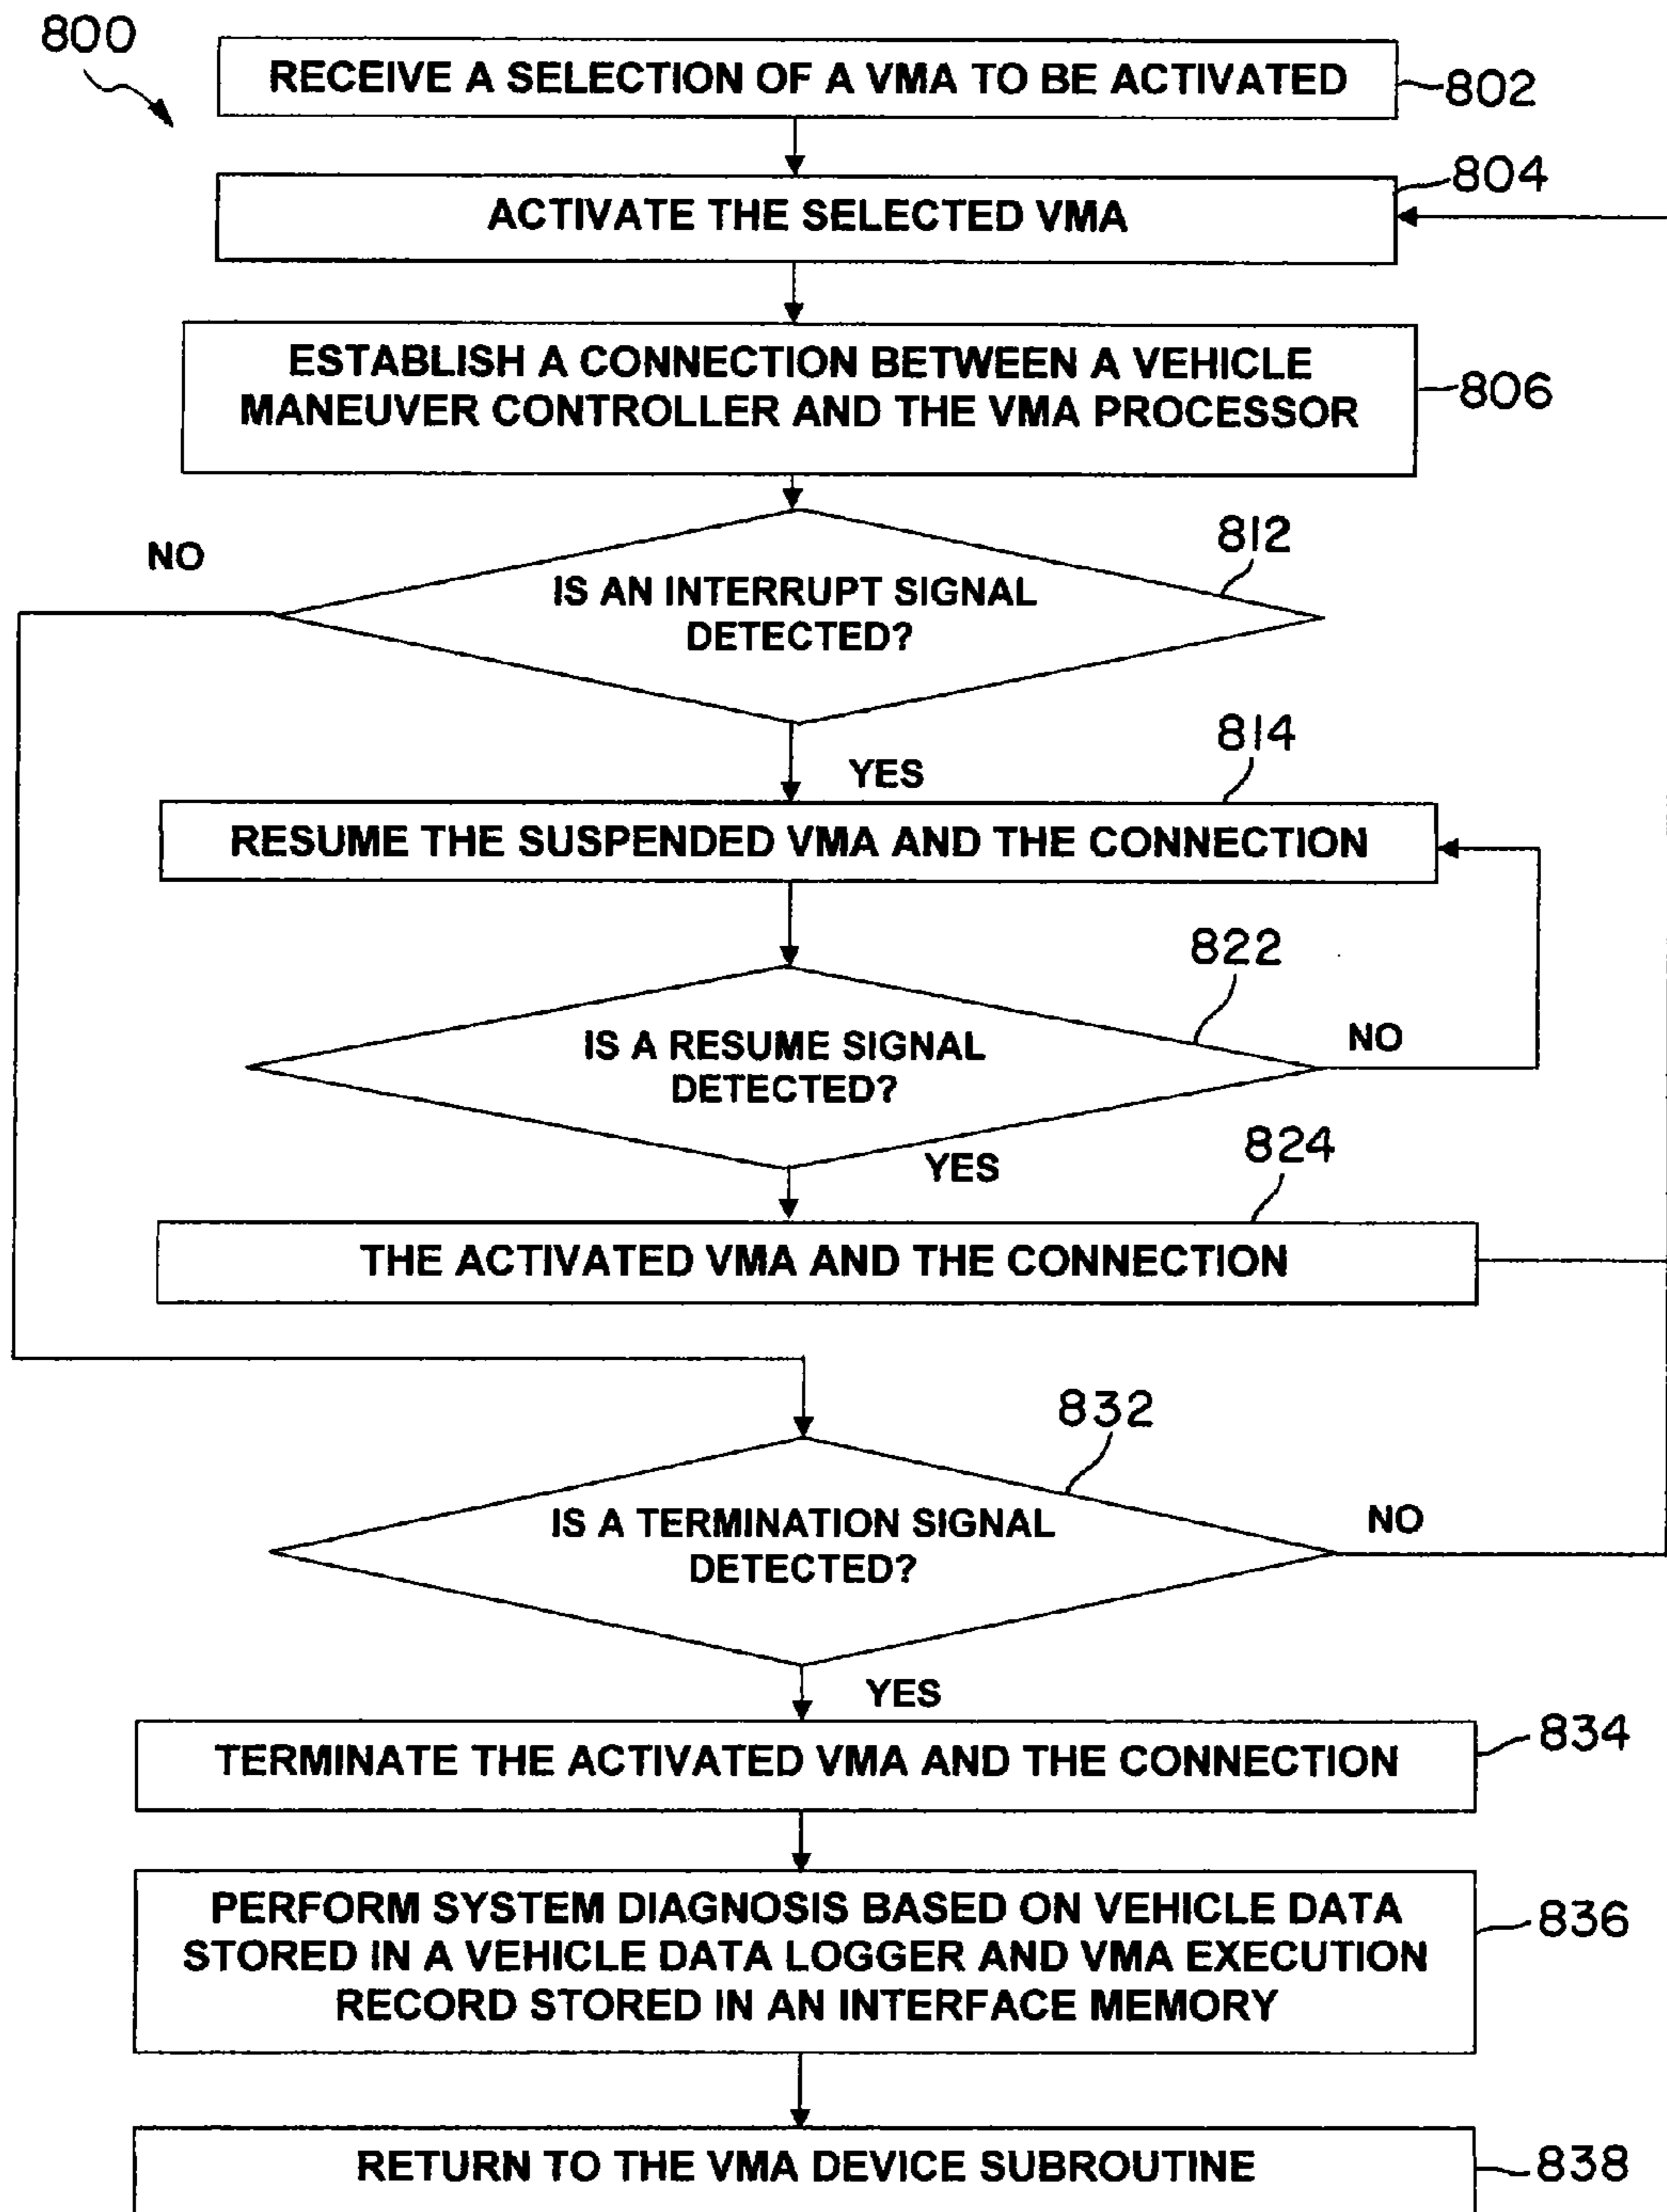 800
RECEIVE A SELECTION OF A VMA TO BE ACTIVATED
802
804
ACTIVATE THE SELECTED VMA
ESTABLISH A CONNECTION BETWEEN A VEHICLE
MANEUVER CONTROLLER AND THE VMA PROCESSOR
806
NO
812
IS AN INTERRUPT SIGNAL
DETECTED?
814
YES
RESUME THE SUSPENDED VMA AND THE CONNECTION
822
IS A RESUME SIGNAL
DETECTED?
NO
YES
824
THE ACTIVATED VMA AND THE CONNECTION
832
IS A TERMINATION SIGNAL
DETECTED?
NO
YES
TERMINATE THE ACTIVATED VMA AND THE CONNECTION
834
PERFORM SYSTEM DIAGNOSIS BASED ON VEHICLE DATA
STORED IN A VEHICLE DATA LOGGER AND VMA EXECUTION
RECORD STORED IN AN INTERFACE MEMORY
836
RETURN TO THE VMA DEVICE SUBROUTINE
838